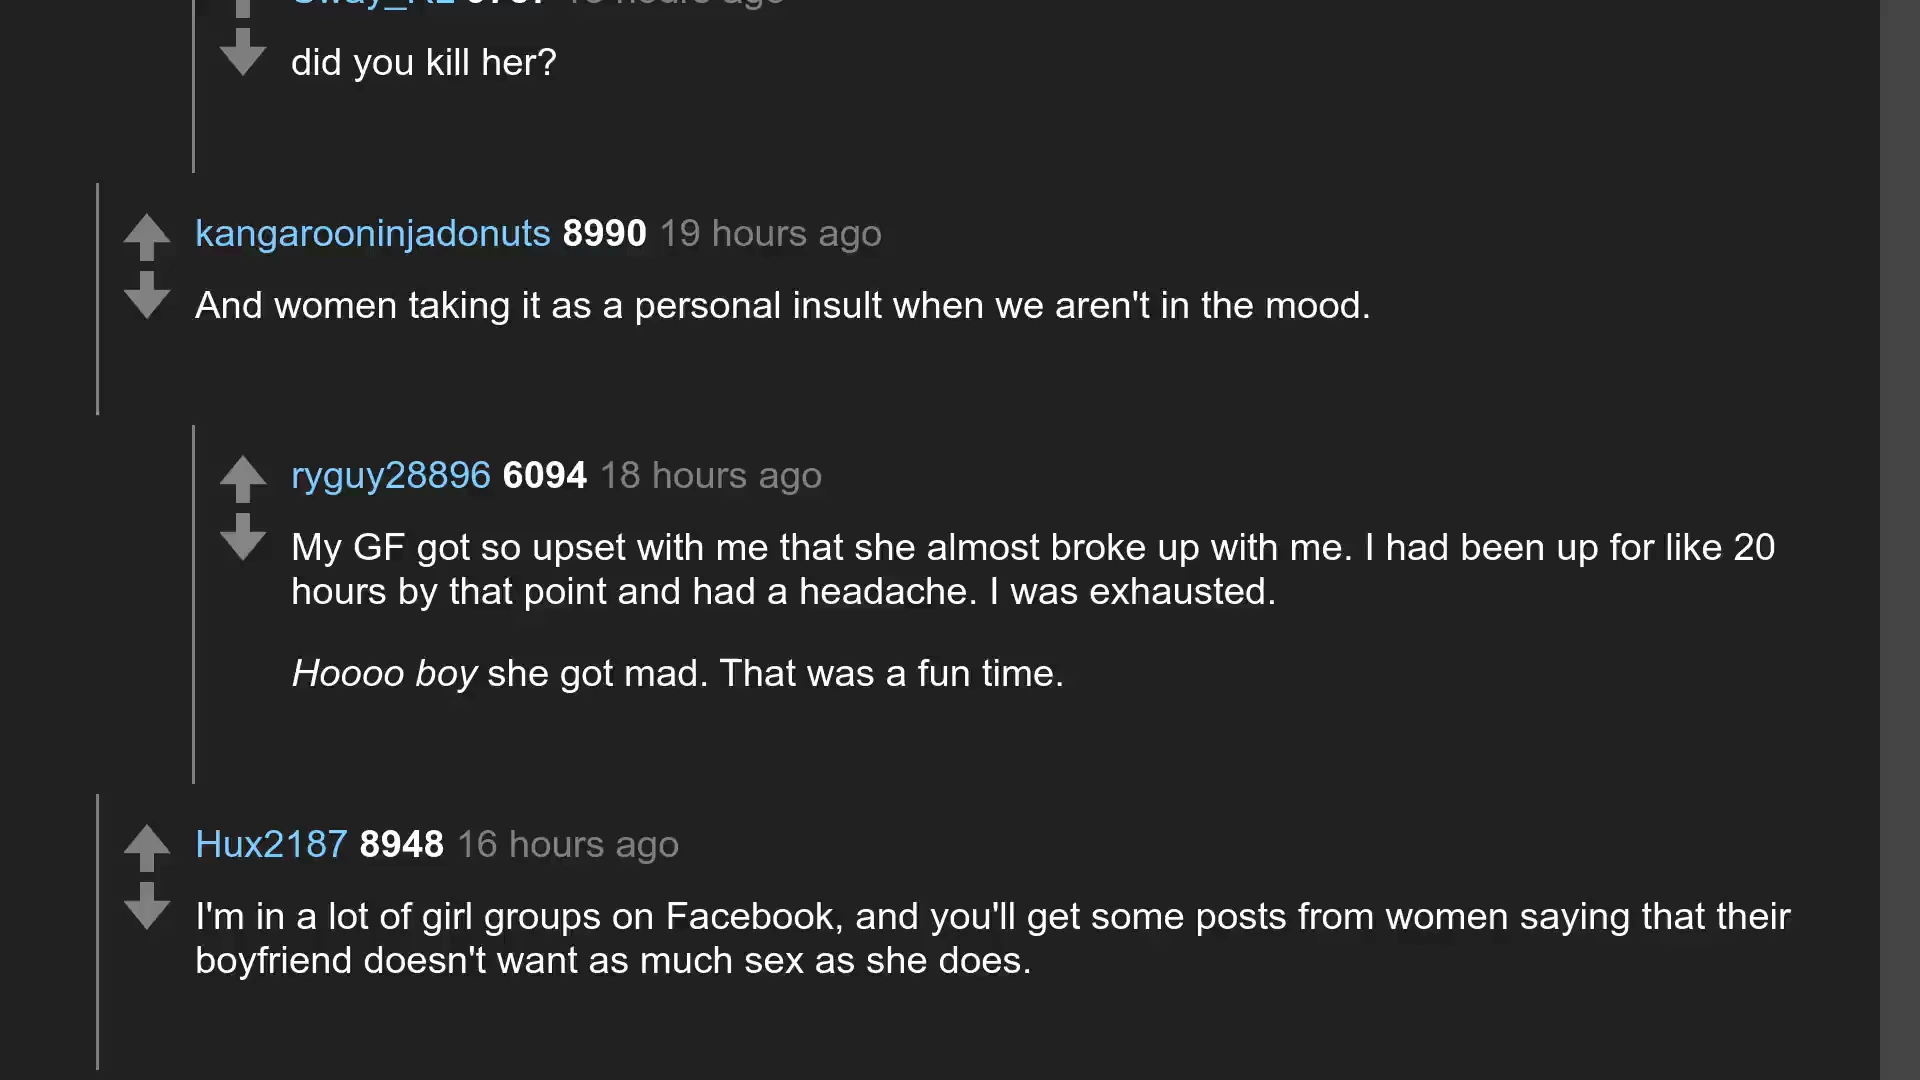 did you kill her?
kangarooninjadonuts 8990 19 hours ago
And women taking it as a personal insult when we aren't in the mood.
ryguy28896 6094 18 hours ago
My GF got so upset with me that she almost broke up with me. I had been up for like 20
hours by that point and had a headache. I was exhausted.
Hoooo boy she got mad. That was a fun time.
Hux2187 8948 16 hours ago
I'm in a lot of girl groups on Facebook, and you'll get some posts from women saying that their
boyfriend doesn't want as much sex as she does.